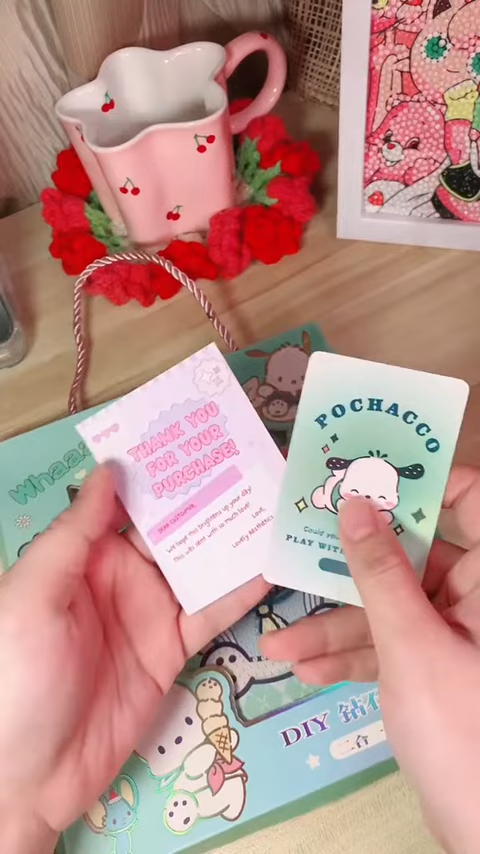 THANK YOU
FOR YOUR
PURCHASE!
DEAR CUSTOMER,
We hope this brightens up your day!
This was sent with so much love!
Love,
Lovely Aesthetics
POCHACCO
Could you
PLAY WIT
Whaa
DIY 钻
二合一